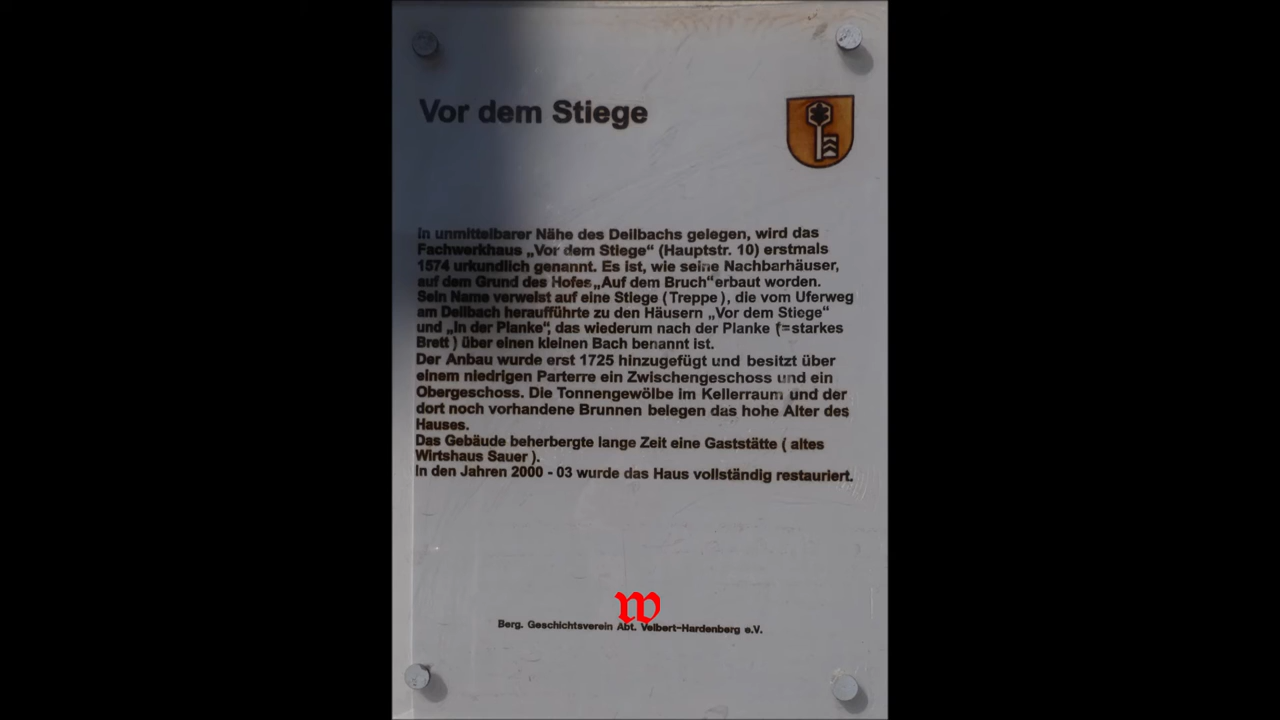 Vor dem Stiege
In unmittelbarer Nähe des Deilbachs gelegen, wird das
Fachwerkhaus „Vor dem Stiege“ (Hauptstr. 10) erstmals
1574 urkundlich genannt. Es ist, wie seine Nachbarhäuser,
auf dem Grund des Hofes „Auf dem Bruch“ erbaut worden.
Sein Name verweist auf eine Stiege ( Treppe ), die vom Uferweg
am Deilbach heraufführte zu den Häusern „Vor dem Stiege“
und „In der Planke“, das wiederum nach der Planke (=starkes
Brett ) über einen kleinen Bach benannt ist.
Der Anbau wurde erst 1725 hinzugefügt und besitzt über
einem niedrigen Parterre ein Zwischengeschoss und ein
Obergeschoss. Die Tonnengewölbe im Kellerraum und der
dort noch vorhandene Brunnen belegen das hohe Alter des
Hauses.
Das Gebäude beherbergte lange Zeit eine Gaststätte ( altes
Wirtshaus Sauer ).
In den Jahren 2000 - 03 wurde das Haus vollständig restauriert.
W
Berg. Geschichtsverein Abt. Velbert-Hardenberg e.V.